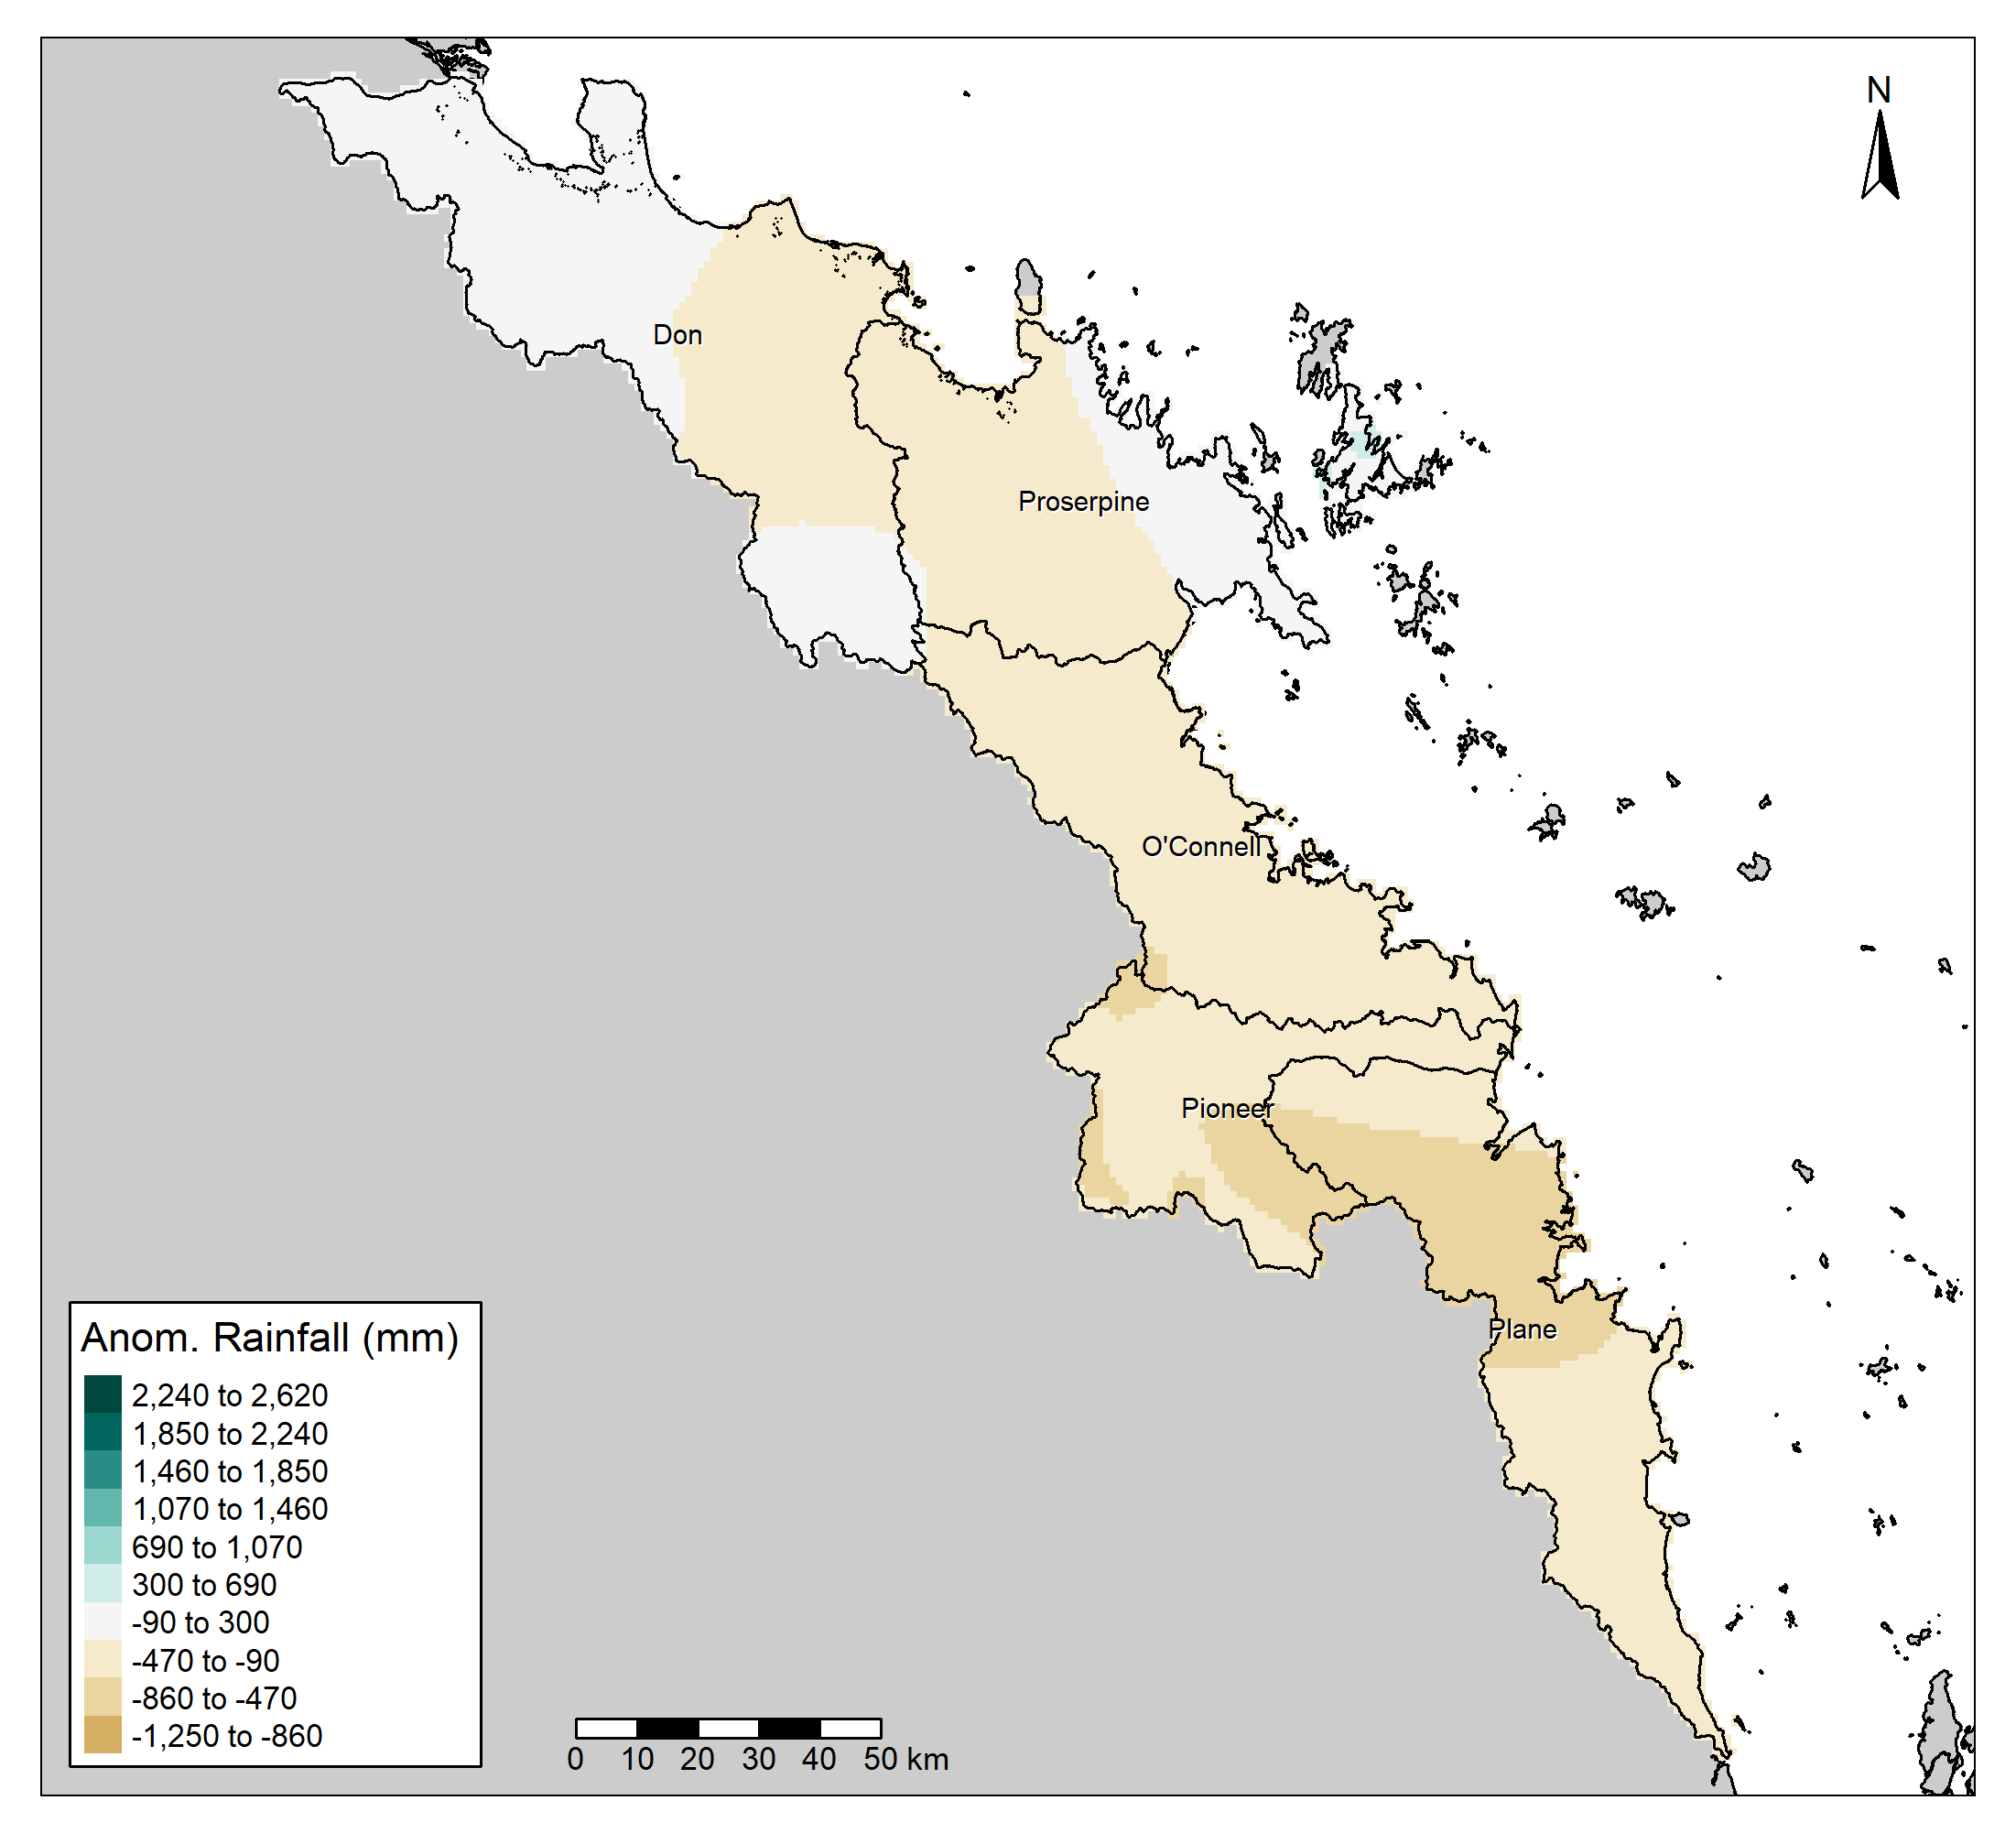 N
Don
Proserpine
O'Connell
Pioneer
Plane
Anom. Rainfall (mm)
2,240 to 2,620
1,850 to 2,240
1,460 to 1,850
1,070 to 1,460
690 to 1,070
300 to 690
-90 to 300
-470 to -90
-860 to -470
-1,250 to -860
0 10 20 30 40 50 km